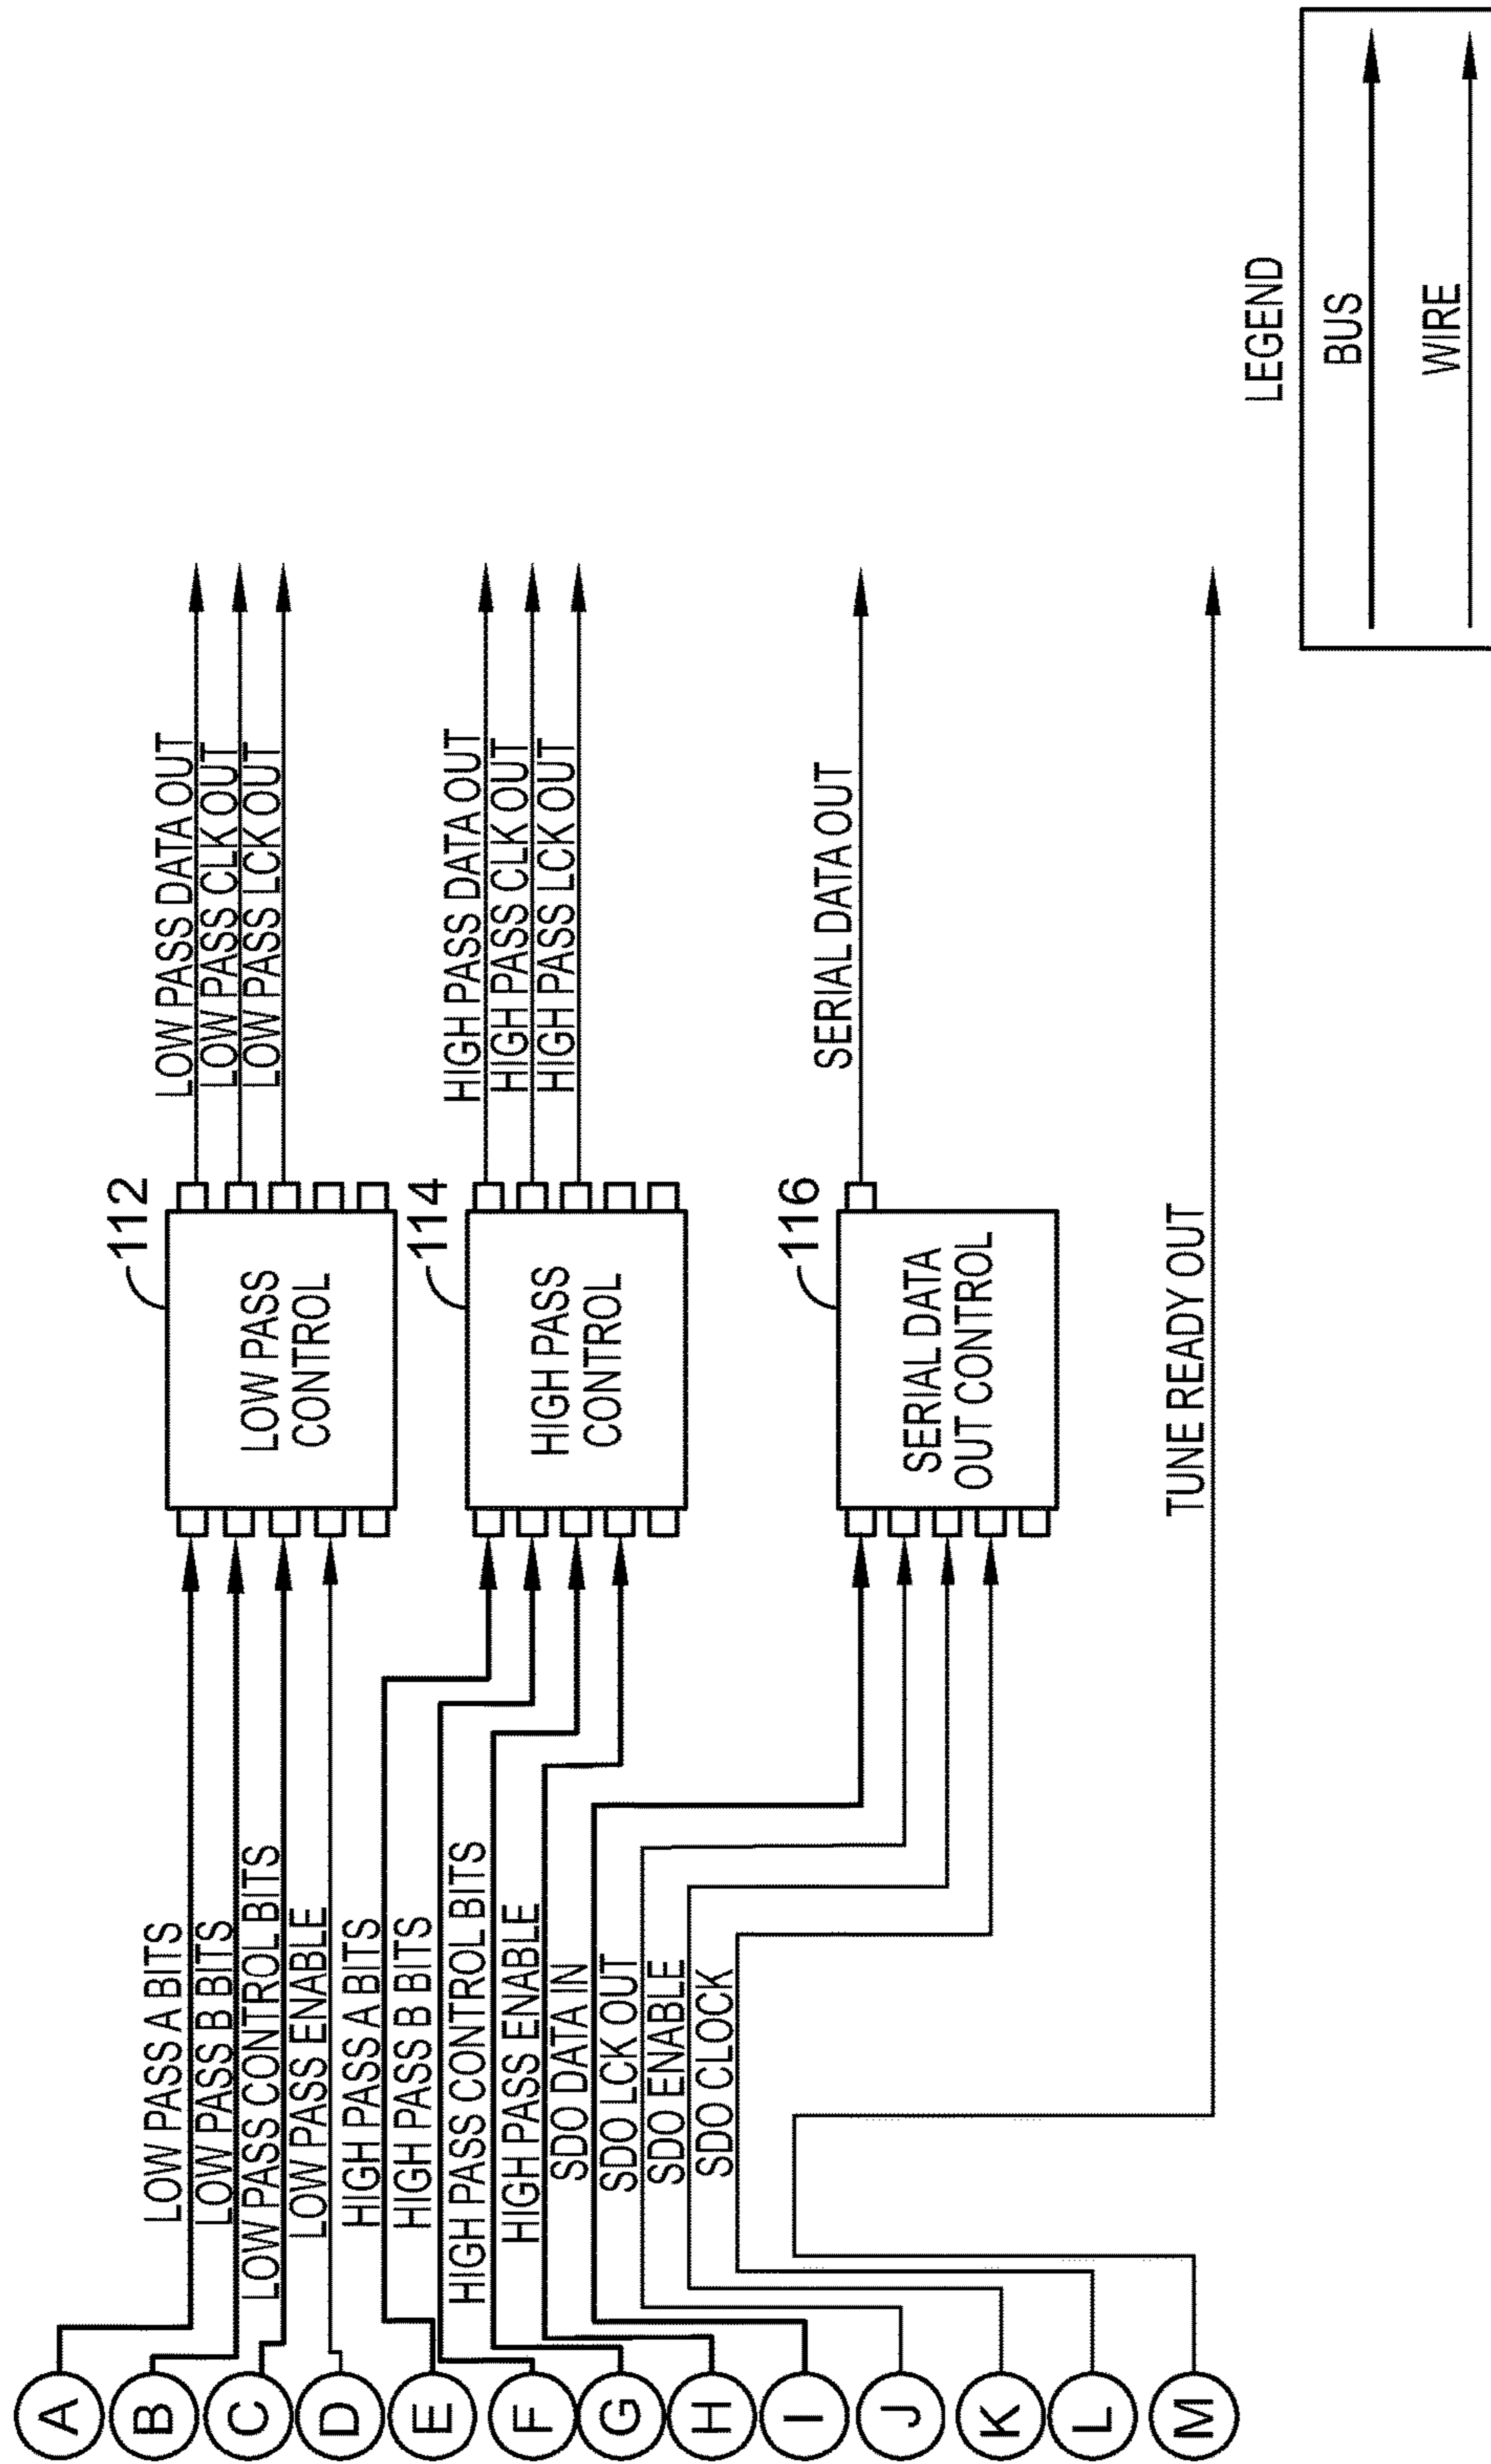 A
B
C
D
E
F
G
H
I
J
K
L
M
LOW PASS A BITS
LOW PASS B BITS
LOW PASS CONTROL BITS
LOW PASS ENABLE
HIGH PASS A BITS
HIGH PASS B BITS
HIGH PASS CONTROL BITS
HIGH PASS ENABLE
SDO DATA IN
SDO LCK OUT
SDO ENABLE
SDO CLOCK
112
LOW PASS
CONTROL
114
HIGH PASS
CONTROL
116
SERIAL DATA
OUT CONTROL
TUNE READY OUT
LOW PASS DATA OUT
LOW PASS CLK OUT
LOW PASS LCK OUT
HIGH PASS DATA OUT
HIGH PASS CLK OUT
HIGH PASS LCK OUT
SERIAL DATA OUT
LEGEND
BUS
WIRE